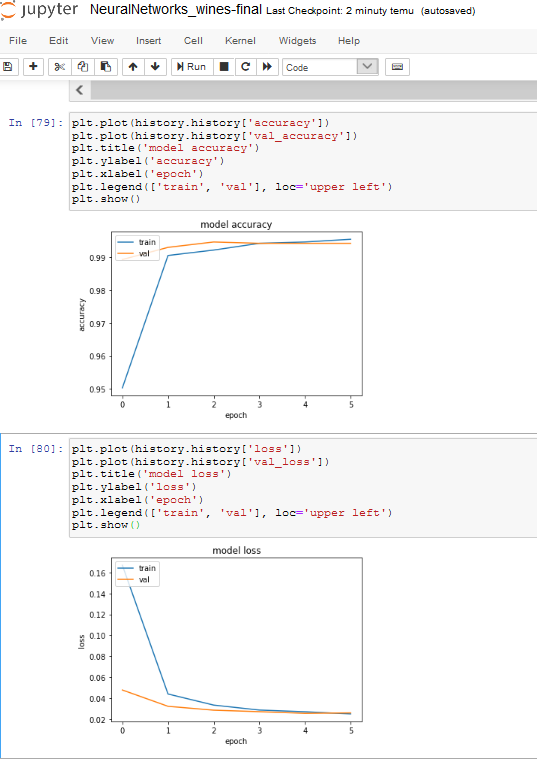 jupyter NeuralNetworks_wines-final Last Checkpoint: 2 minuty temu (autosaved)
File Edit View Insert Cell Kernel Widgets Help
Run Code
In [79]: plt.plot(history.history['accuracy'])
plt.plot(history.history['val_accuracy'])
plt.title('model accuracy')
plt.ylabel('accuracy')
plt.xlabel('epoch')
plt.legend(['train', 'val'], loc='upper left')
plt.show()
model accuracy
train
val
0.99
0.98
0.97
0.96
0.95
accuracy
0 1 2 3 4 5
epoch
In [80]: plt.plot(history.history['loss'])
plt.plot(history.history['val_loss'])
plt.title('model loss')
plt.ylabel('loss')
plt.xlabel('epoch')
plt.legend(['train', 'val'], loc='upper left')
plt.show()
model loss
train
val
0.16
0.14
0.12
0.10
0.08
0.06
0.04
0.02
loss
0 1 2 3 4 5
epoch